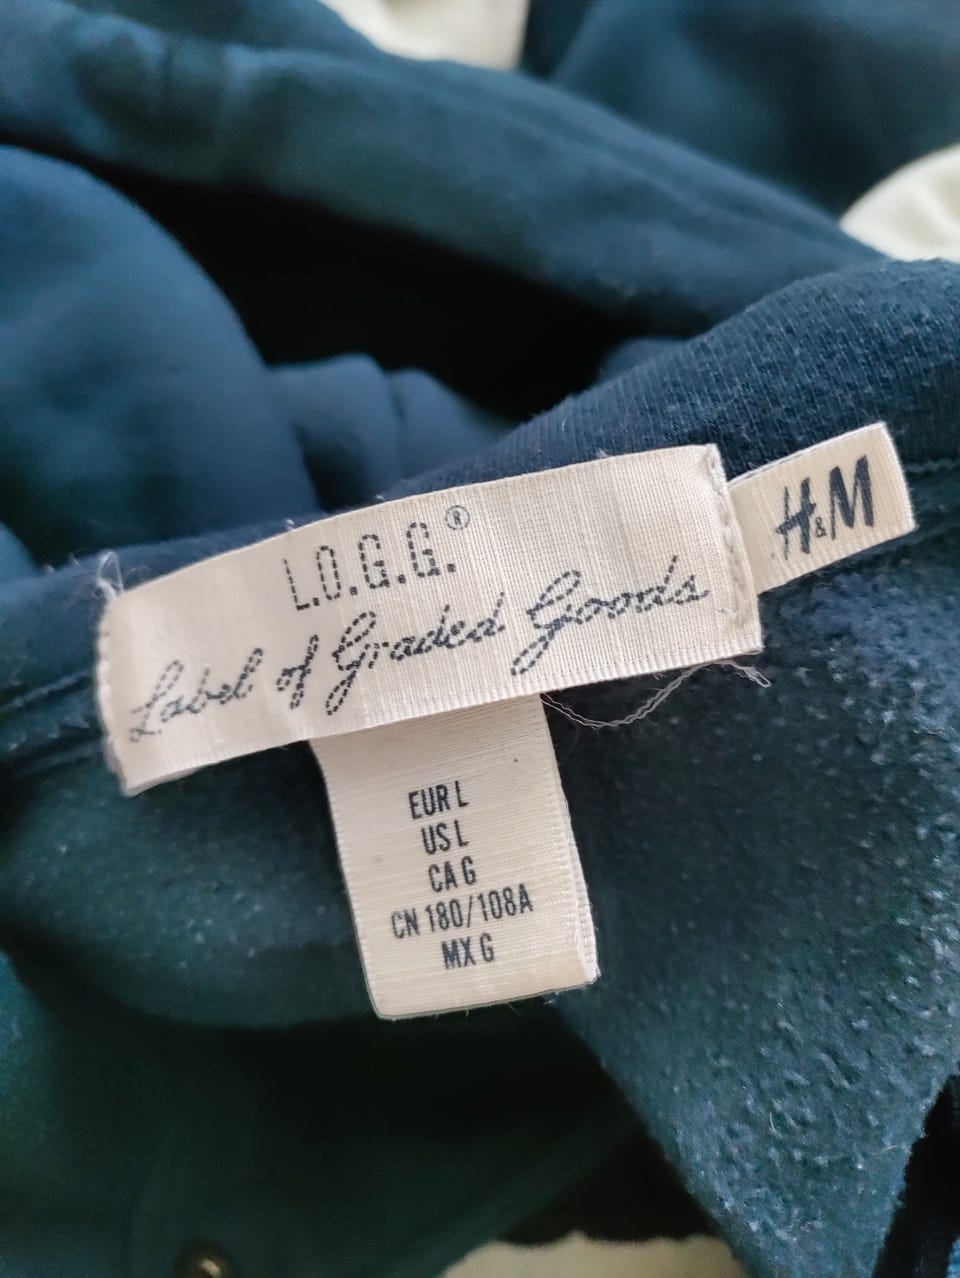 L.O.G.G.®
Label of Graded Goods
H&M
EUR L
US L
CA G
CN 180/108A
MX G